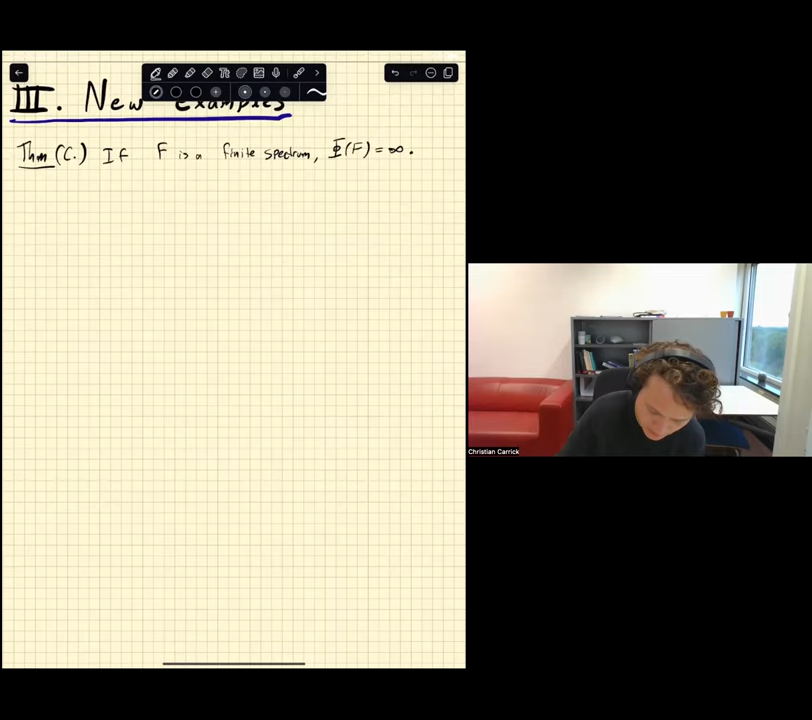 III. New Examples
Thm (C.) If F is a finite spectrum, Φ(F) = ∞.
Christian Carrick